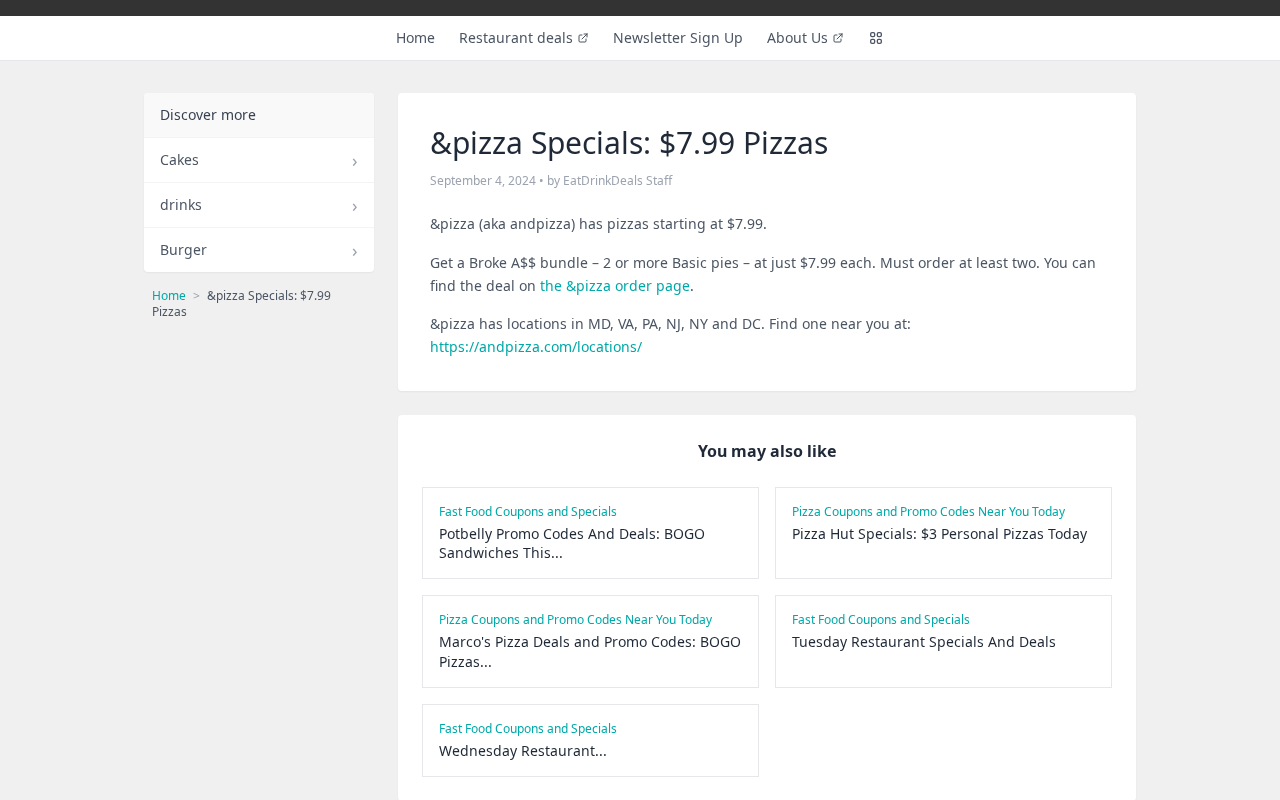 Home
Restaurant deals
Newsletter Sign Up
About Us
Discover more
Cakes
drinks
Burger
Home > &pizza Specials: $7.99
Pizzas
&pizza Specials: $7.99 Pizzas
September 4, 2024 • by EatDrinkDeals Staff
&pizza (aka andpizza) has pizzas starting at $7.99.
Get a Broke A$$ bundle – 2 or more Basic pies – at just $7.99 each. Must order at least two. You can
find the deal on the &pizza order page.
&pizza has locations in MD, VA, PA, NJ, NY and DC. Find one near you at:
https://andpizza.com/locations/
You may also like
Fast Food Coupons and Specials
Potbelly Promo Codes And Deals: BOGO
Sandwiches This...
Pizza Coupons and Promo Codes Near You Today
Pizza Hut Specials: $3 Personal Pizzas Today
Pizza Coupons and Promo Codes Near You Today
Marco's Pizza Deals and Promo Codes: BOGO
Pizzas...
Fast Food Coupons and Specials
Tuesday Restaurant Specials And Deals
Fast Food Coupons and Specials
Wednesday Restaurant...